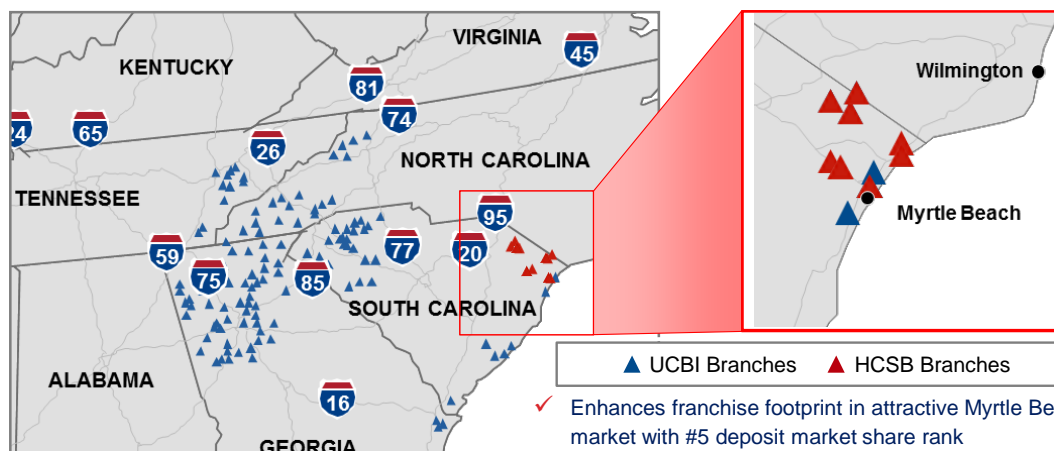 VIRGINIA
KENTUCKY
45
81
24
65
74
26
NORTH CAROLINA
TENNESSEE
95
59
77
20
75
85
SOUTH CAROLINA
ALABAMA
16
GEORGIA
Wilmington
Myrtle Beach
UCBI Branches HCSB Branches
Enhances franchise footprint in attractive Myrtle Be
market with #5 deposit market share rank